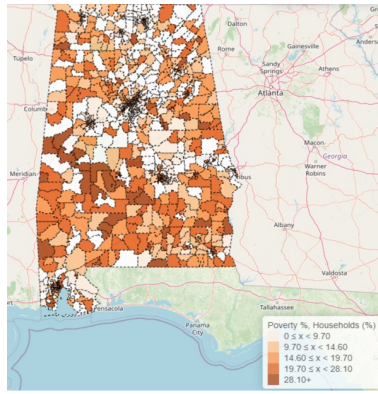 Dalton
Gainesville
Tupelo
Rome
Sandy
Springs
Athens
Atlanta
Macon
Georgia
Meridian
Warner
Robins
bus
Albany
Valdosta
Pensacola
Tallahassee
Panama
City
Poverty %, Households (%)
0 ≤ x < 9.70
9.70 ≤ x < 14.60
14.60 ≤ x < 19.70
19.70 ≤ x < 28.10
28.10+